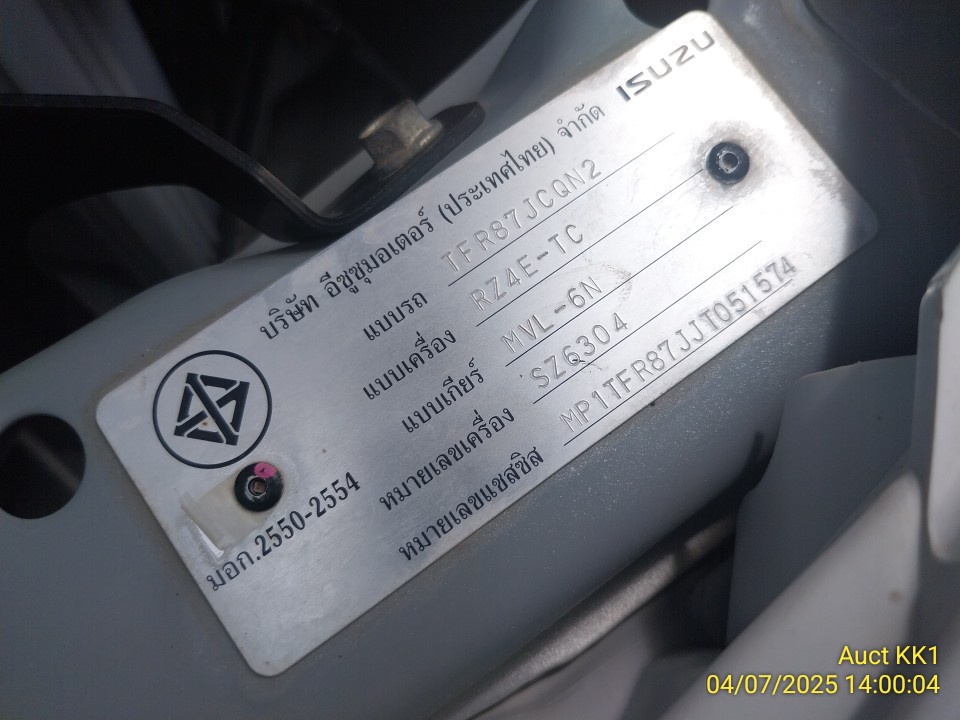 ISUZU
บริษัท อีซูซุมอเตอร์ (ประเทศไทย) จำกัด
แบบรถ TFR87JCQN2
แบบเครื่อง RZ4E-TC
แบบเกียร์ MVL-6N
หมายเลขเครื่อง SZ6304
หมายเลขแชสซิส MP1TFR87JJT051574
มอก.2550-2554
Auct KK1
04/07/2025 14:00:04